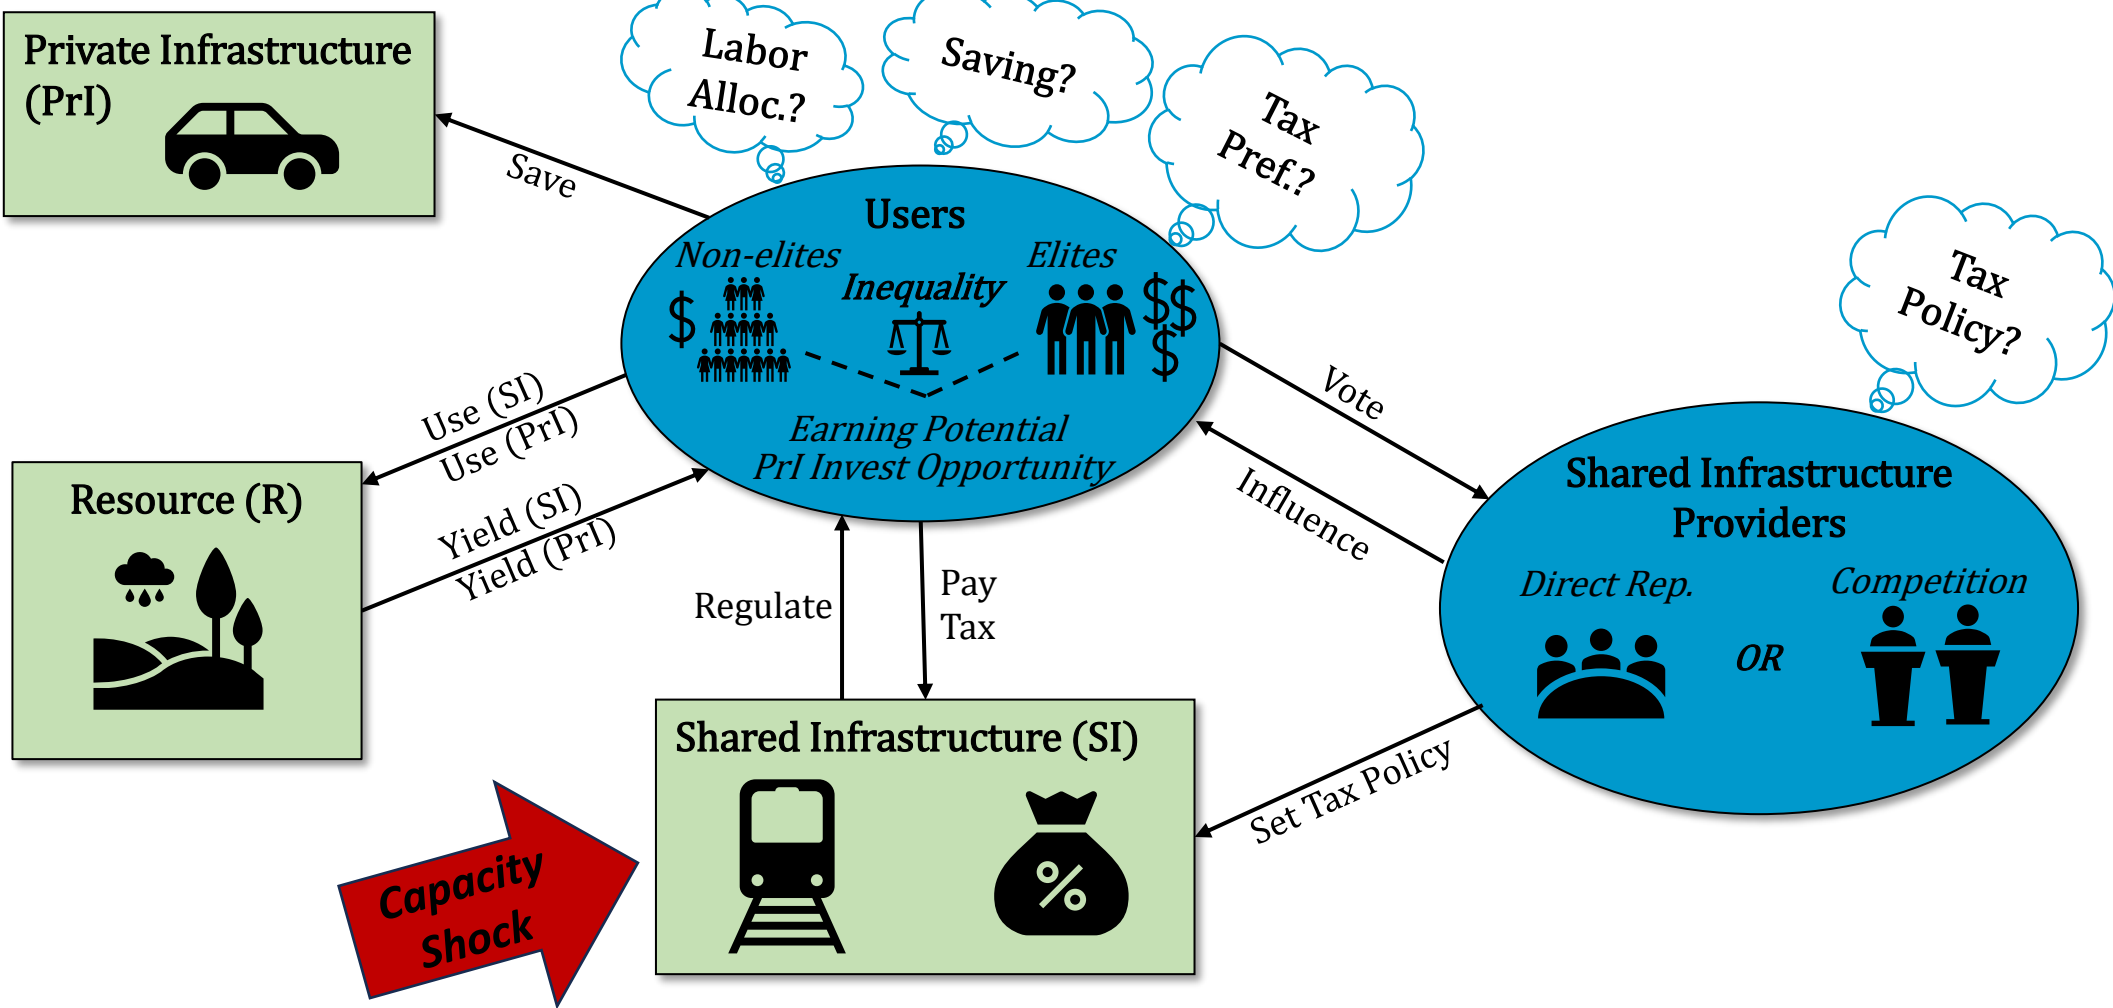 Private Infrastructure
(PrI)
Labor
Alloc.?
Saving?
Tax
Pref.?
Tax
Policy?
Save
Users
Non-elites
Elites
Inequality
$
$$
$
Earning Potential
PrI Invest Opportunity
Use (SI)
Use (PrI)
Yield (SI)
Yield (PrI)
Resource (R)
Vote
Influence
Shared Infrastructure
Providers
Direct Rep.
Competition
OR
Regulate
Pay
Tax
Set Tax Policy
Shared Infrastructure (SI)
%
Capacity
Shock